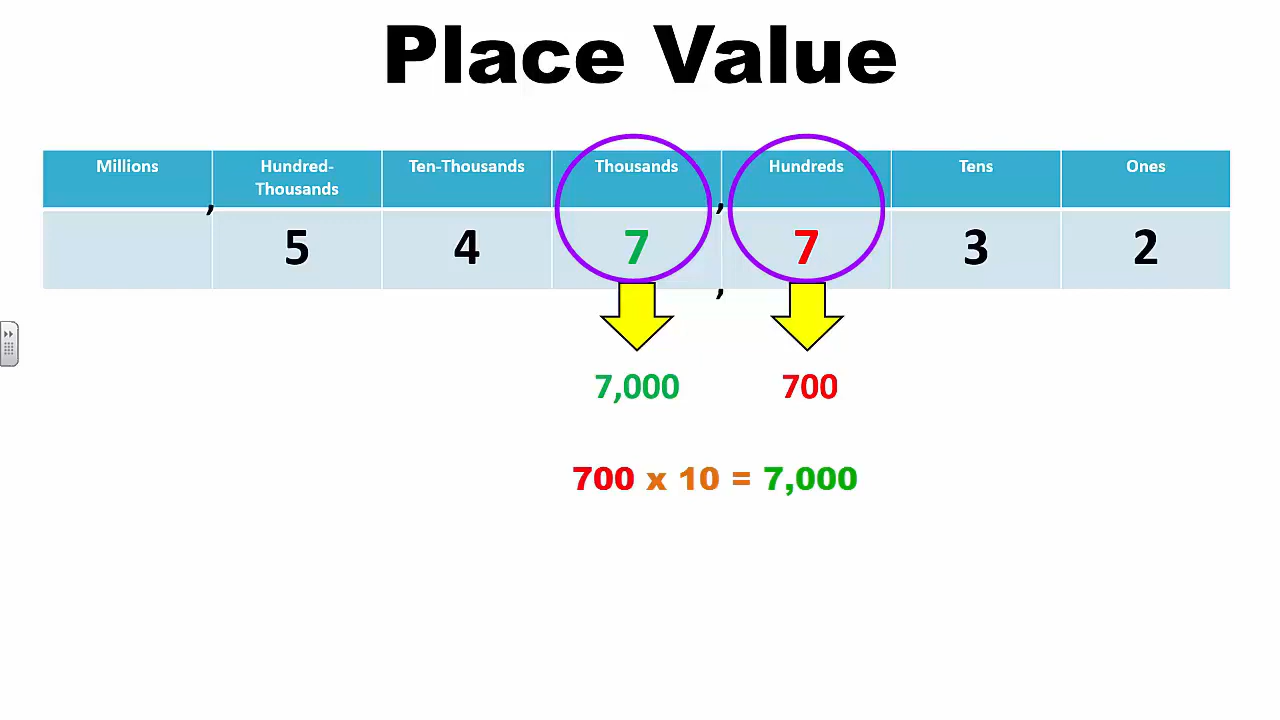 Place Value
Millions Hundred-Thousands Ten-Thousands Thousands Hundreds Tens Ones
, ,
5 4 7 7 3 2
,
7,000 700
700 x 10 = 7,000